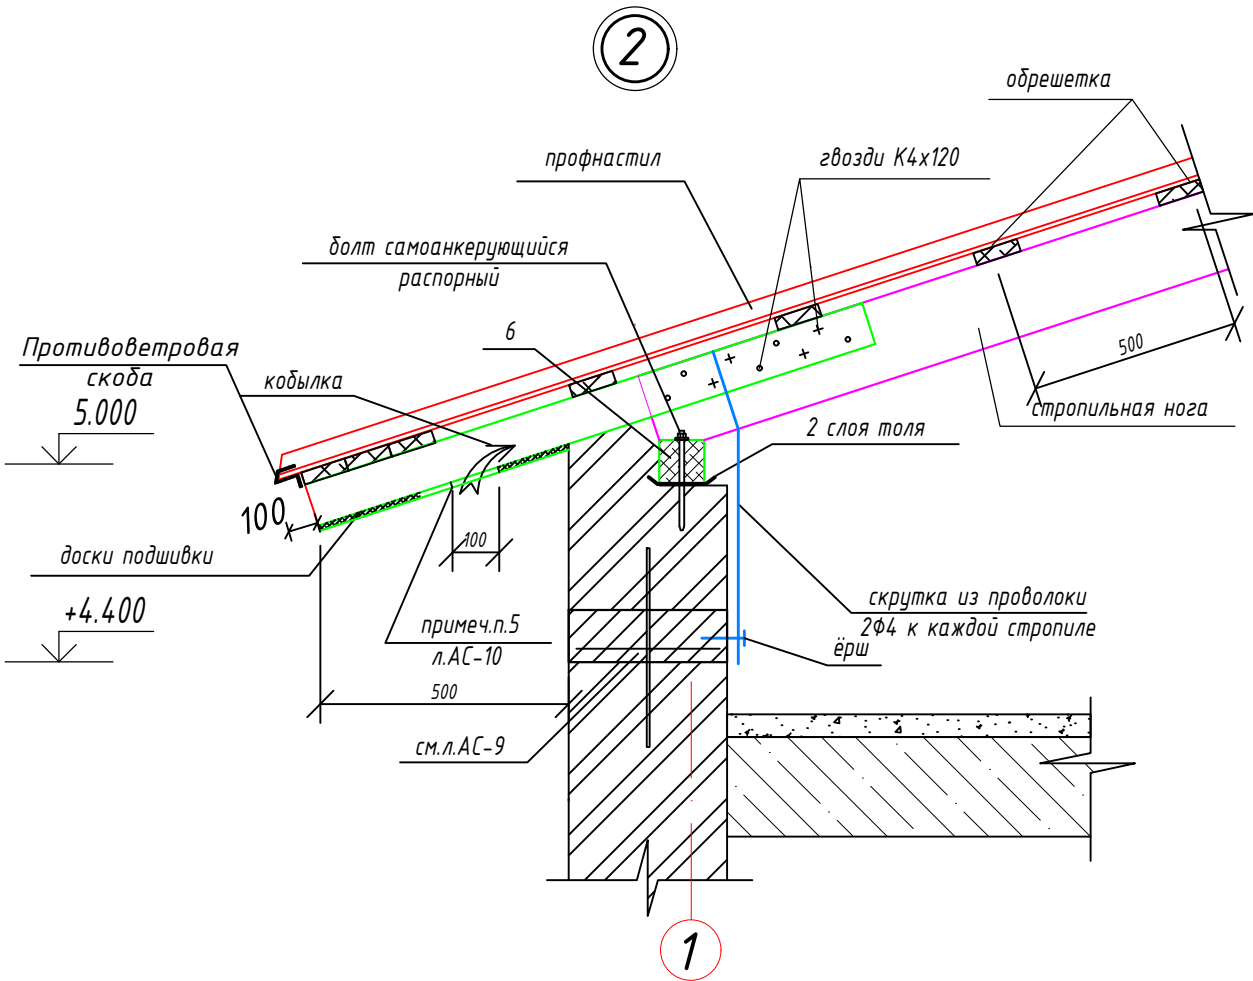 2
обрешетка
профнастил
гвозди К4х120
болт самоанкерующийся
распорный
6
Противоветровая
скоба
кобылка
5.000
500
стропильная нога
2 слоя толя
100
100
доски подшивки
+4.400
примеч.п.5
л.АС-10
скрутка из проволоки
2Ф4 к каждой стропиле
ёрш
500
см.л.АС-9
1